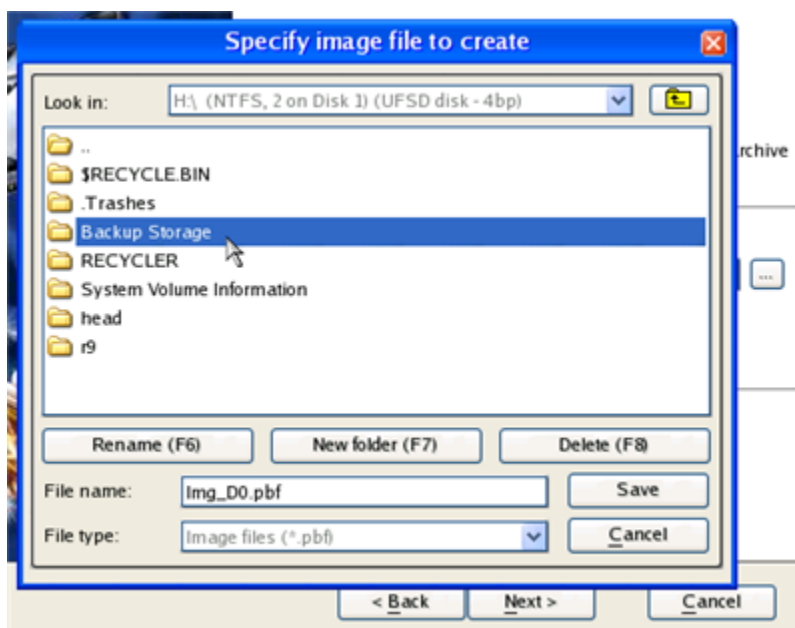 Specify image file to create
Look in: H:\ (NTFS, 2 on Disk 1) (UFSD disk - 4bp)
..
$RECYCLE.BIN
.Trashes
Backup Storage
RECYCLER
System Volume Information
head
r9
Rename (F6) New folder (F7) Delete (F8)
File name: Img_D0.pbf Save
File type: Image files (*.pbf) Cancel
rchive
...
< Back Next > Cancel